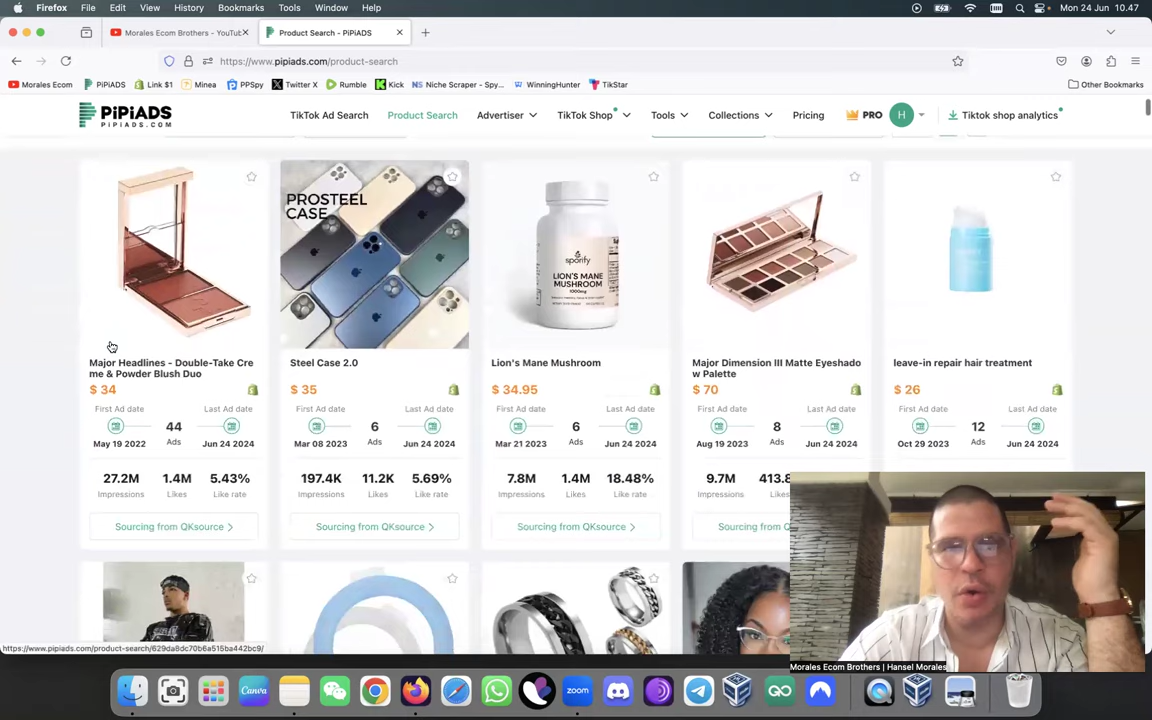 Firefox File Edit View History Bookmarks Tools Window Help Mon 24 Jun 10.47
Morales Ecom Brothers - YouTub Product Search - PiPiADS
https://www.pipiads.com/product-search
Morales Ecom PiPiADS Link $1 Minea PPSpy Twitter X Rumble Kick Niche Scraper - Spy... WinningHunter TikStar Other Bookmarks
PiPiADS
PIPIADS.COM
TikTok Ad Search Product Search Advertiser TikTok Shop Tools Collections Pricing PRO H Tiktok shop analytics
PROSTEEL
CASE
sporify
LION'S MANE
MUSHROOM
1000mg
Major Headlines - Double-Take Cre
me & Powder Blush Duo
$ 34
First Ad date Last Ad date
44
Ads
May 19 2022 Jun 24 2024
27.2M 1.4M 5.43%
Impressions Likes Like rate
Sourcing from QKsource >
Steel Case 2.0
$ 35
First Ad date Last Ad date
6
Ads
Mar 08 2023 Jun 24 2024
197.4K 11.2K 5.69%
Impressions Likes Like rate
Sourcing from QKsource >
Lion's Mane Mushroom
$ 34.95
First Ad date Last Ad date
6
Ads
Mar 21 2023 Jun 24 2024
7.8M 1.4M 18.48%
Impressions Likes Like rate
Sourcing from QKsource >
Major Dimension III Matte Eyeshado
w Palette
$ 70
First Ad date Last Ad date
8
Ads
Aug 19 2023 Jun 24 2024
9.7M 413.8
Impressions
Sourcing from Q
leave-in repair hair treatment
$ 26
First Ad date Last Ad date
12
Ads
Oct 29 2023 Jun 24 2024
https://www.pipiads.com/product-search/629da8dc70b6a515ba442bc9/
Morales Ecom Brothers | Hansel Morales